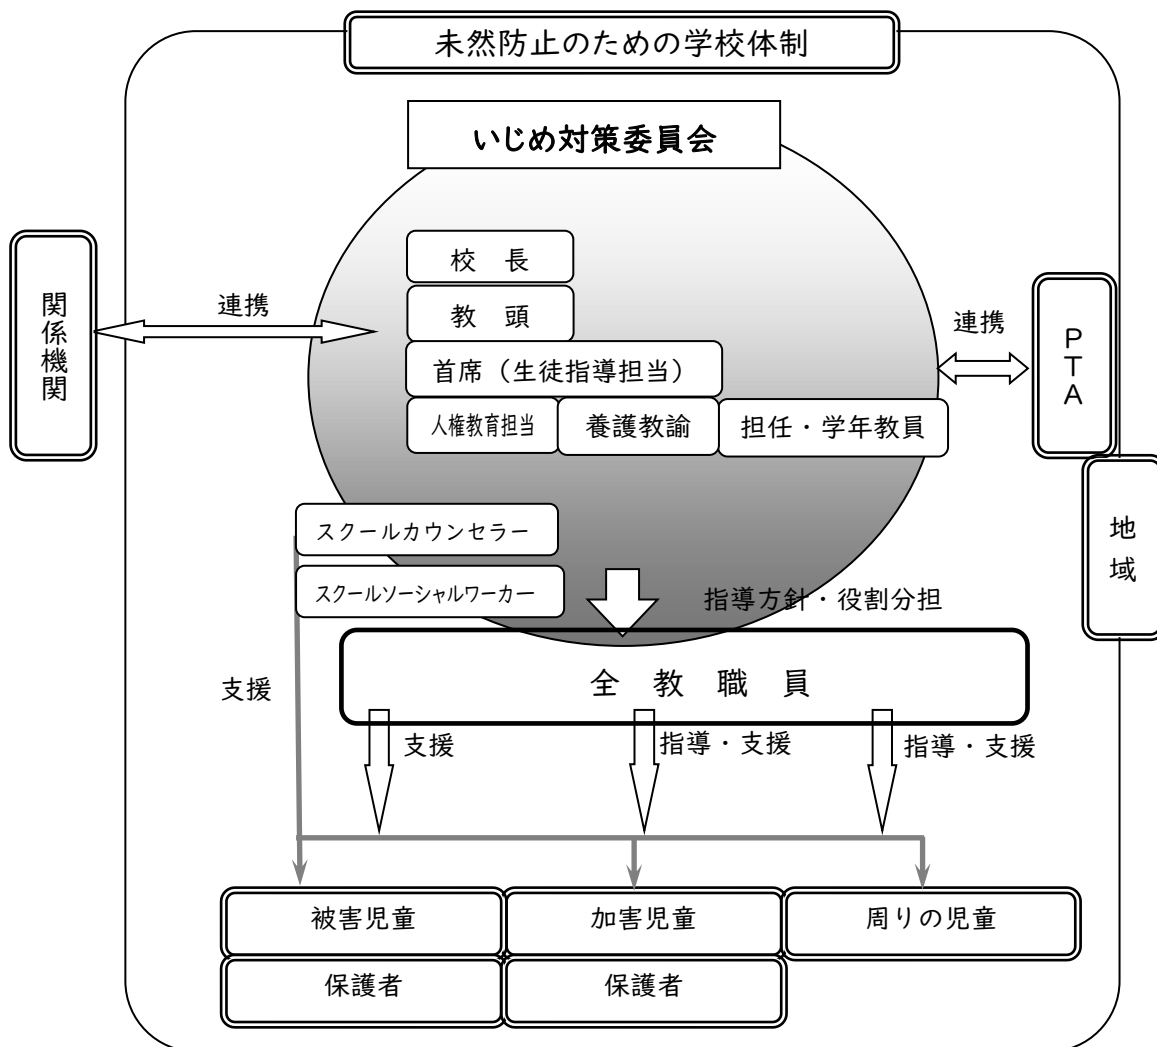 未然防止のための学校体制
いじめ対策委員会
校 長
教 頭
首席（生徒指導担当）
人権教育担当
養護教諭
担任・学年教員
関係機関
連携
連携
PTA
地域
スクールカウンセラー
スクールソーシャルワーカー
指導方針・役割分担
全 教 職 員
支援
支援
指導・支援
指導・支援
被害児童
加害児童
周りの児童
保護者
保護者